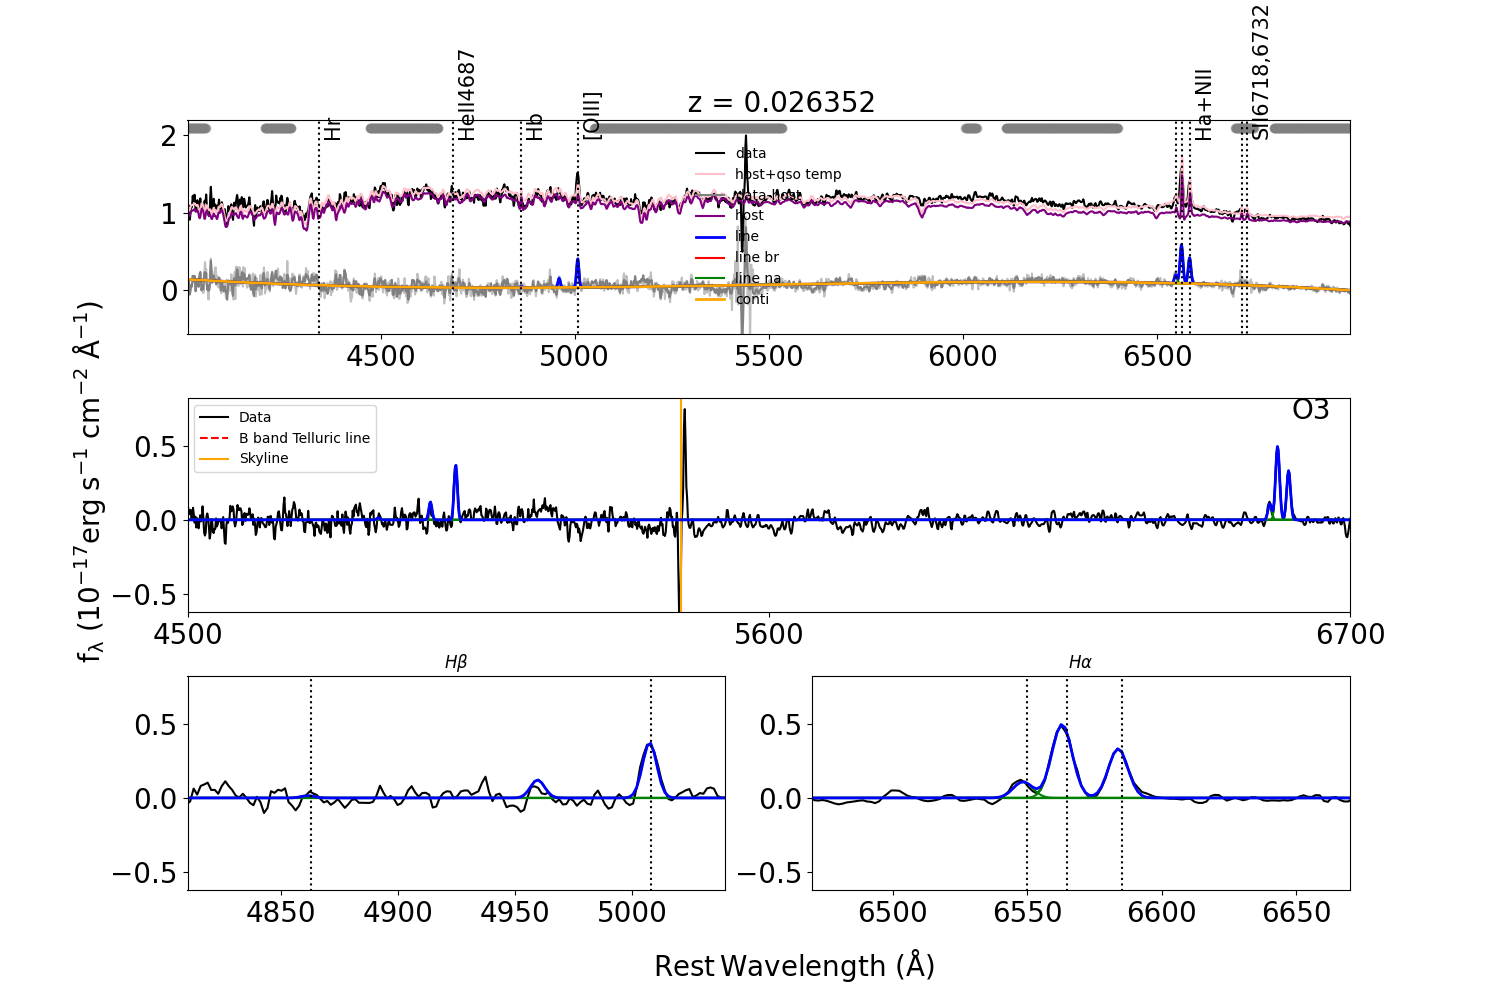 z = 0.026352
Hr
HeII4687
Hb
[OIII]
Ha+NII
SII6718,6732
2
1
0
data
host+qso temp
data-host
host
line
line br
line na
conti
4500
5000
5500
6000
6500
f_λ (10^−17 erg s^−1 cm^−2 Å^−1)
O3
Data
B band Telluric line
Skyline
0.5
0.0
−0.5
4500
5600
6700
Hβ
0.5
0.0
−0.5
4850
4900
4950
5000
Hα
0.5
0.0
−0.5
6500
6550
6600
6650
Rest Wavelength (Å)